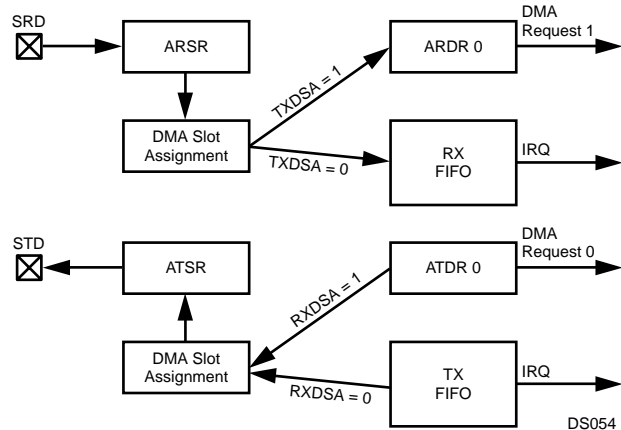 SRD
ARSR
TXDSA = 1
ARDR 0
DMA
Request 1
DMA Slot
Assignment
TXDSA = 0
RX
FIFO
IRQ
STD
ATSR
RXDSA = 1
ATDR 0
DMA
Request 0
DMA Slot
Assignment
RXDSA = 0
TX
FIFO
IRQ
DS054